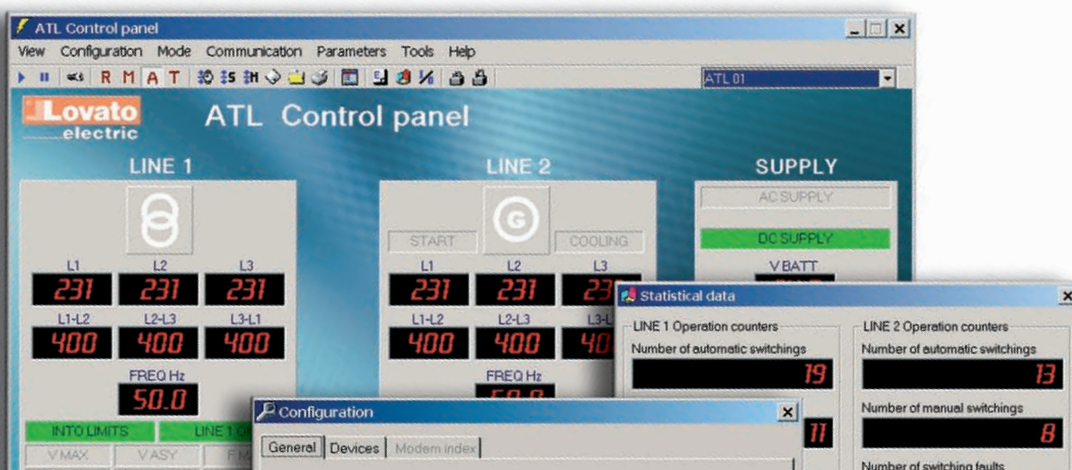 ATL Control panel
View Configuration Mode Communication Parameters Tools Help
R M A T S H ATL 01
Lovato
electric
ATL Control panel
LINE 1
LINE 2
SUPPLY
AC SUPPLY
START
G
COOLING
DC SUPPLY
L1 L2 L3
231 231 231
L1-L2 L2-L3 L3-L1
400 400 400
FREQ Hz
50.0
INTO LIMITS LINE 1
V MAX V ASY
L1 L2 L3
231 231
L1-L2 L2-L3
400 400
FREQ Hz
V BATT
Statistical data
LINE 1 Operation counters
Number of automatic switchings
19
11
LINE 2 Operation counters
Number of automatic switchings
13
Number of manual switchings
8
Number of switching faults
Configuration
General Devices Modem index